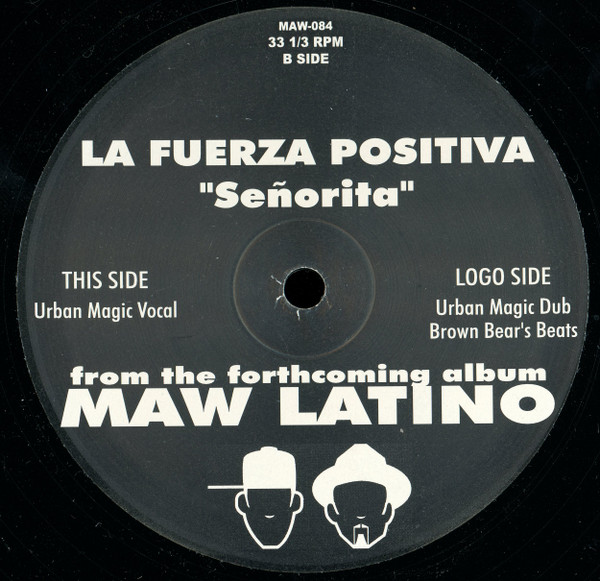 MAW-084
33 1/3 RPM
B SIDE
LA FUERZA POSITIVA
"Señorita"
THIS SIDE
Urban Magic Vocal
LOGO SIDE
Urban Magic Dub
Brown Bear's Beats
from the forthcoming album
MAW LATINO